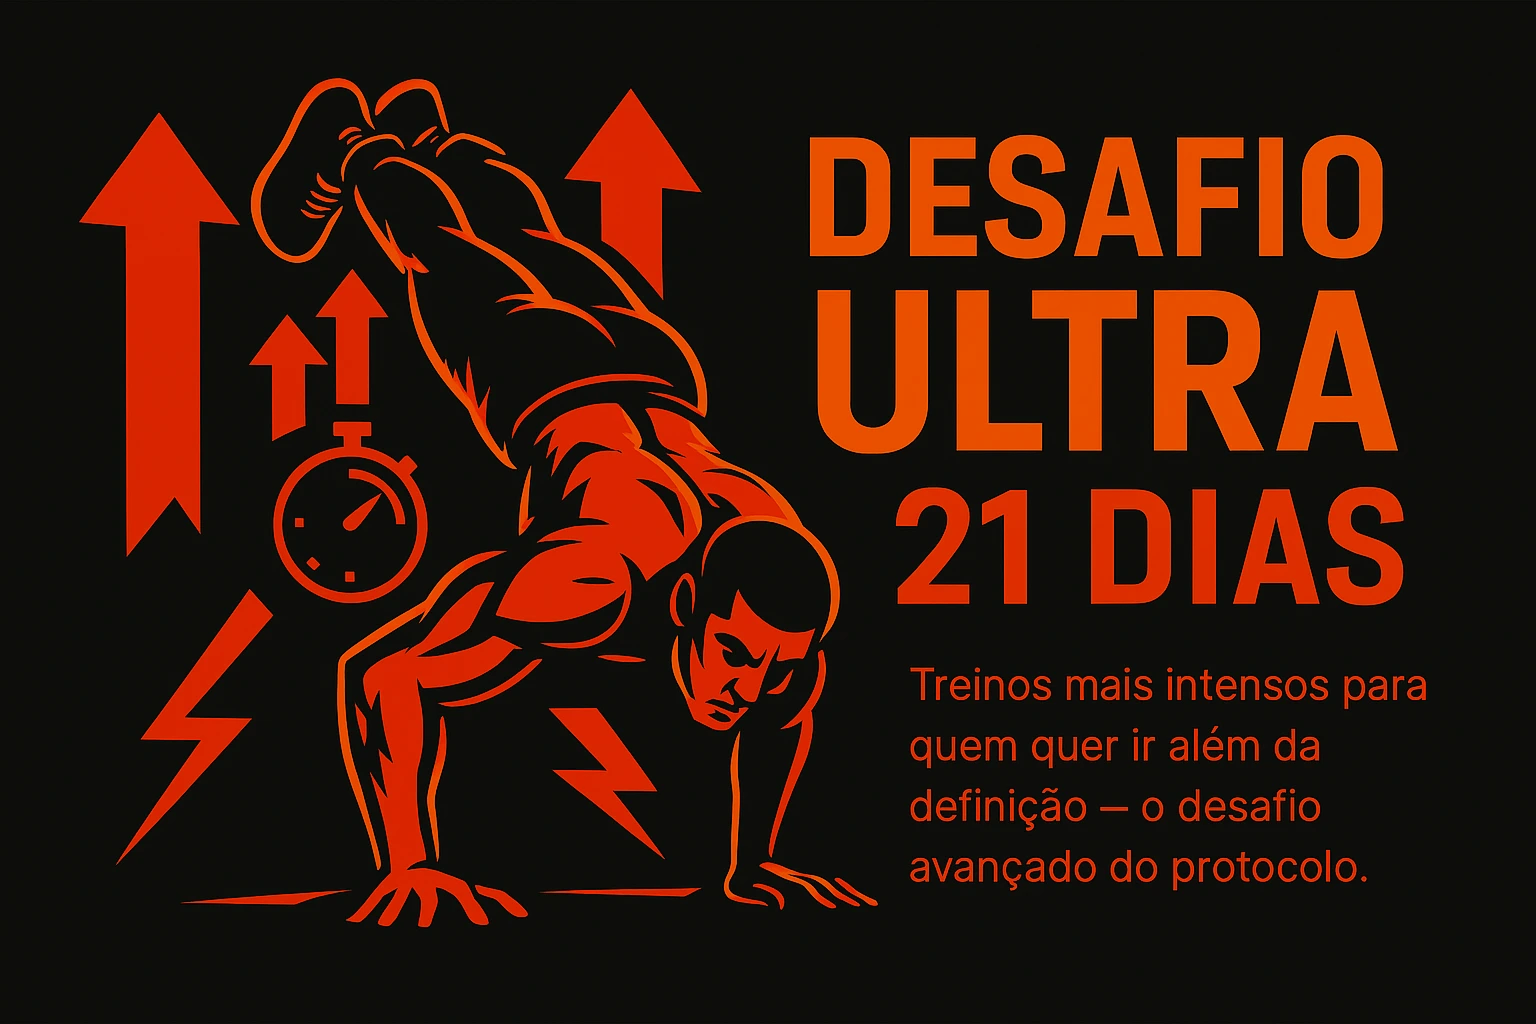 DESAFIO
ULTRA
21 DIAS
Treinos mais intensos para
quem quer ir além da
definição — o desafio
avançado do protocolo.